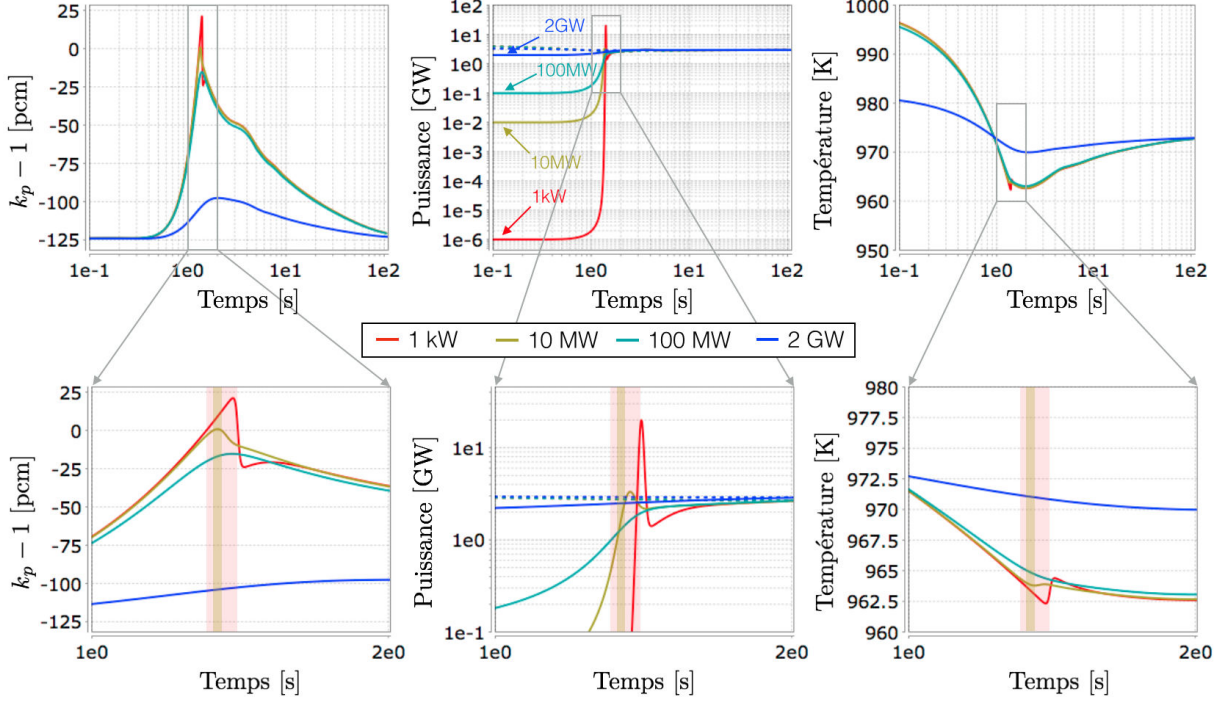 25
0
-25
-50
-75
-100
-125
k_p − 1 [pcm]
1e-1 1e0 1e1 1e2
Temps [s]
1e2
1e1
1e0
1e-1
1e-2
1e-3
1e-4
1e-5
1e-6
Puissance [GW]
2GW
100MW
10MW
1kW
1e-1 1e0 1e1 1e2
Temps [s]
1000
990
980
970
960
950
Température [K]
1e-1 1e0 1e1 1e2
Temps [s]
1 kW 10 MW 100 MW 2 GW
25
0
-25
-50
-75
-100
-125
k_p − 1 [pcm]
1e0 2e0
Temps [s]
1e1
1e0
1e-1
Puissance [GW]
1e0 2e0
Temps [s]
980
977.5
975
972.5
970
967.5
965
962.5
960
Température [K]
1e0 2e0
Temps [s]